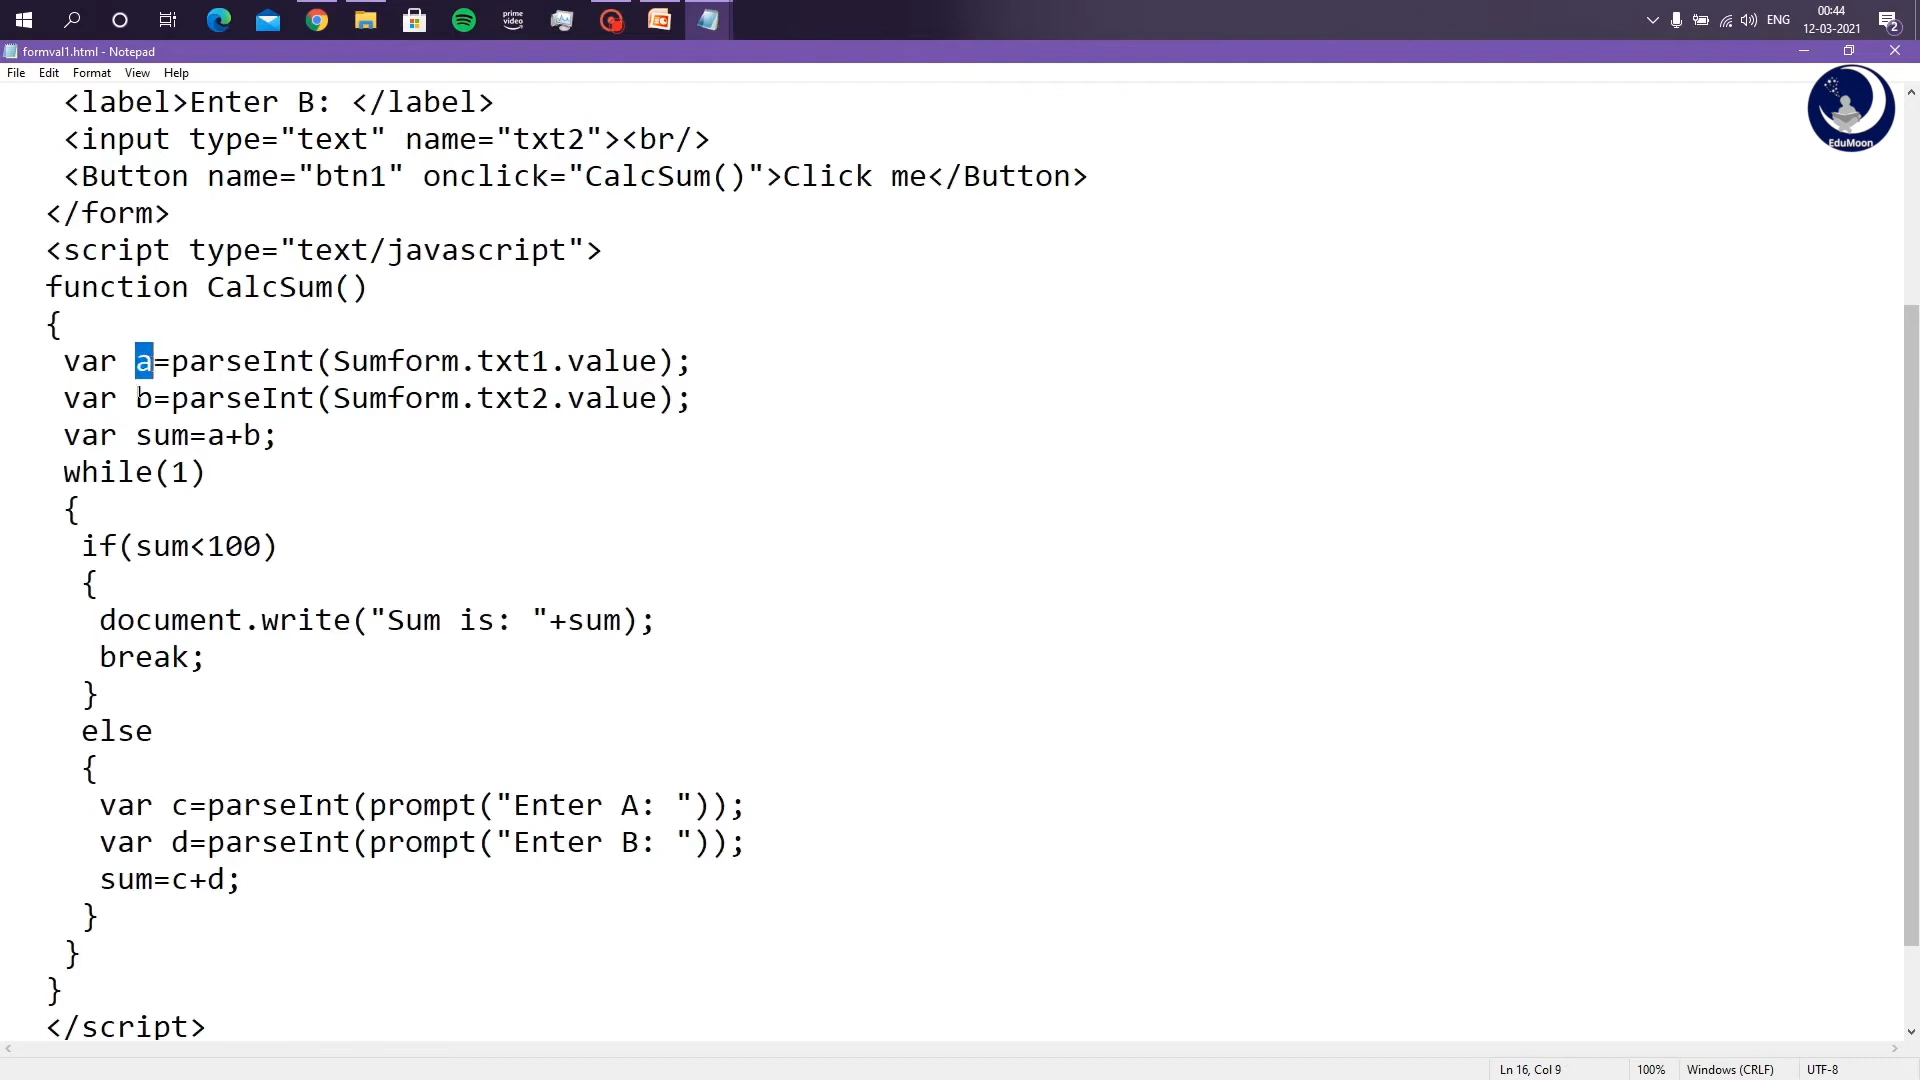 prime video
ENG
00:44
12-03-2021
2
formval1.html - Notepad
File Edit Format View Help
EduMoon
<label>Enter B: </label>
<input type="text" name="txt2"><br/>
<Button name="btn1" onclick="CalcSum()">Click me</Button>
</form>
<script type="text/javascript">
function CalcSum()
{
var a=parseInt(Sumform.txt1.value);
var b=parseInt(Sumform.txt2.value);
var sum=a+b;
while(1)
{
if(sum<100)
{
document.write("Sum is: "+sum);
break;
}
else
{
var c=parseInt(prompt("Enter A: "));
var d=parseInt(prompt("Enter B: "));
sum=c+d;
}
}
}
</script>
Ln 16, Col 9 100% Windows (CRLF) UTF-8